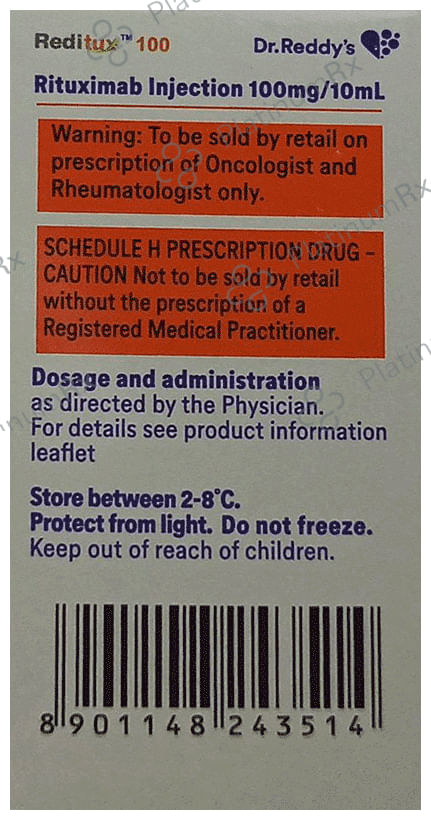 Reditux™ 100
Dr.Reddy's
Rituximab Injection 100mg/10mL
Warning: To be sold by retail on
prescription of Oncologist and
Rheumatologist only.
SCHEDULE H PRESCRIPTION DRUG –
CAUTION Not to be sold by retail
without the prescription of a
Registered Medical Practitioner.
Dosage and administration
as directed by the Physician.
For details see product information
leaflet
Store between 2-8°C.
Protect from light. Do not freeze.
Keep out of reach of children.
8 901148 243514
PlatinumRx